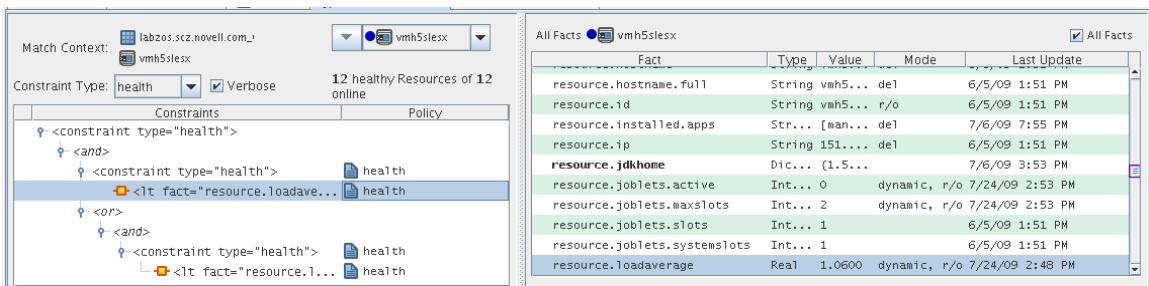 Match Context:
labzos.scz.novell.com_
vmh5slesx
vmh5slesx
Constraint Type: health Verbose
12 healthy Resources of 12 online
Constraints Policy
<constraint type="health">
<and>
<constraint type="health"> health
<lt fact="resource.loadave... health
<or>
<and>
<constraint type="health"> health
<lt fact="resource.l... health
All Facts vmh5slesx All Facts
Fact Type Value Mode Last Update
resource.hostname.full String vmh5... del 6/5/09 1:51 PM
resource.id String vmh5... r/o 6/5/09 1:51 PM
resource.installed.apps Str... [man... del 7/6/09 7:55 PM
resource.ip String 151.... del 6/5/09 1:51 PM
resource.jdkhome Dic... {1.5... 7/6/09 3:53 PM
resource.joblets.active Int... 0 dynamic, r/o 7/24/09 2:53 PM
resource.joblets.maxslots Int... 2 dynamic, r/o 7/24/09 2:53 PM
resource.joblets.slots Int... 1 6/5/09 1:51 PM
resource.joblets.systemslots Int... 1 6/5/09 1:51 PM
resource.loadaverage Real 1.0600 dynamic, r/o 7/24/09 2:48 PM